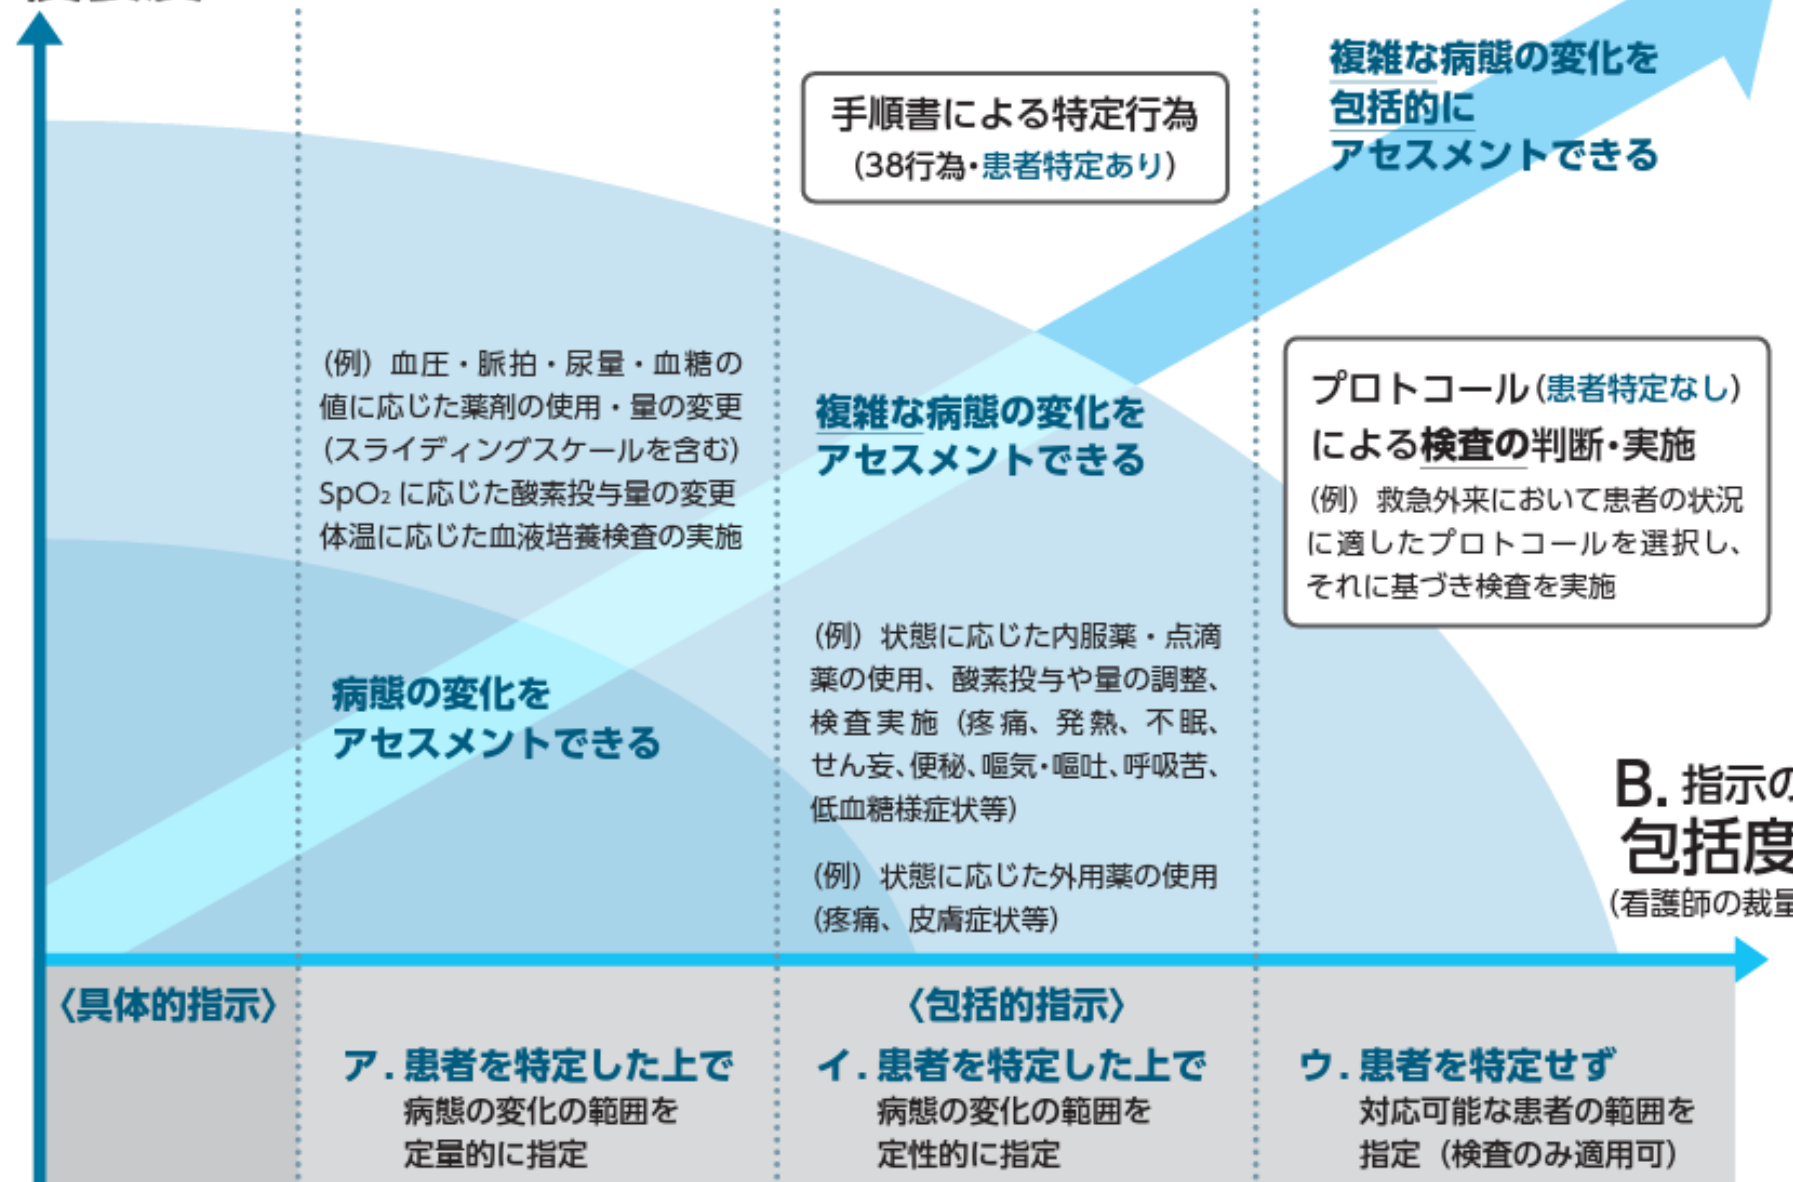 複雑な病態の変化を
包括的に
アセスメントできる
手順書による特定行為
(38行為・患者特定あり)
(例) 血圧・脈拍・尿量・血糖の
値に応じた薬剤の使用・量の変更
(スライディングスケールを含む)
SpO₂ に応じた酸素投与量の変更
体温に応じた血液培養検査の実施
複雑な病態の変化を
アセスメントできる
プロトコール(患者特定なし)
による検査の判断・実施
(例) 救急外来において患者の状況
に適したプロトコールを選択し、
それに基づき検査を実施
病態の変化を
アセスメントできる
(例) 状態に応じた内服薬・点滴
薬の使用、酸素投与や量の調整、
検査実施 (疼痛、発熱、不眠、
せん妄、便秘、嘔気・嘔吐、呼吸苦、
低血糖様症状等)
(例) 状態に応じた外用薬の使用
(疼痛、皮膚症状等)
B. 指示の
包括度
(看護師の裁量
〈具体的指示〉
〈包括的指示〉
ア. 患者を特定した上で
病態の変化の範囲を
定量的に指定
イ. 患者を特定した上で
病態の変化の範囲を
定性的に指定
ウ. 患者を特定せず
対応可能な患者の範囲を
指定 (検査のみ適用可)